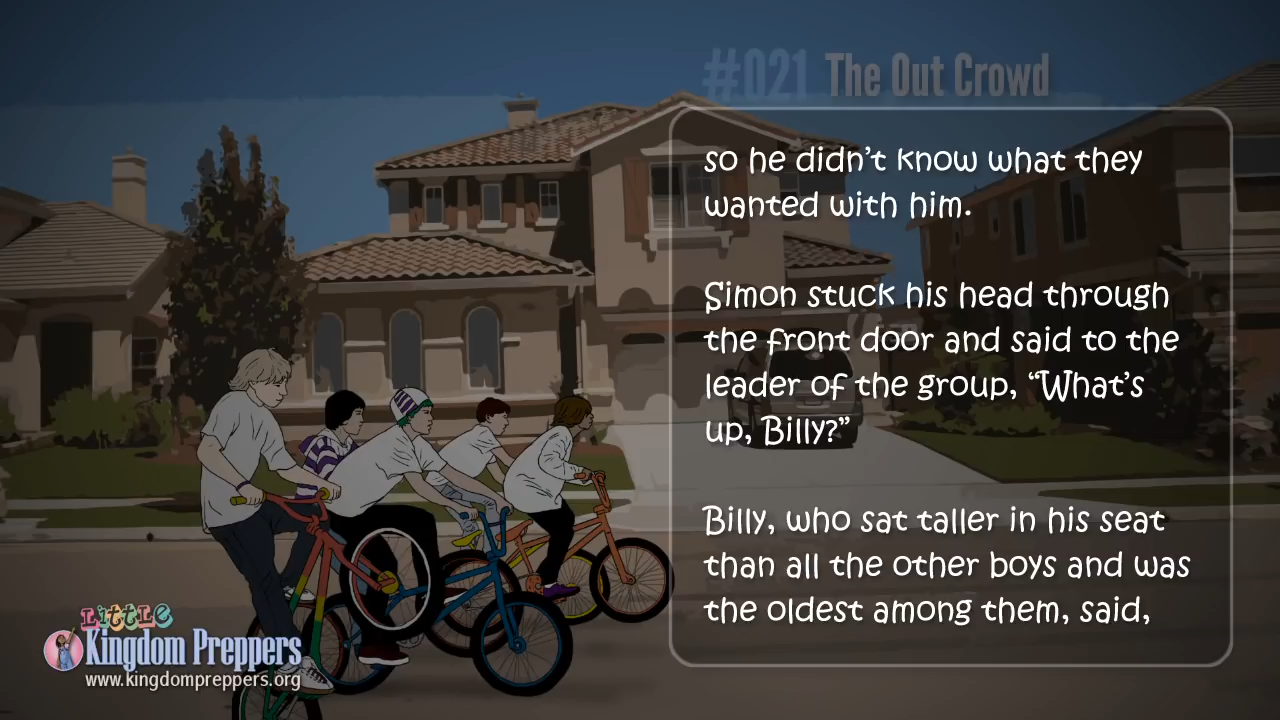 #021 The Out Crowd
so he didn't know what they
wanted with him.
Simon stuck his head through
the front door and said to the
leader of the group, “What's
up, Billy?”
Billy, who sat taller in his seat
than all the other boys and was
the oldest among them, said,
Little
Kingdom Preppers
www.kingdompreppers.org